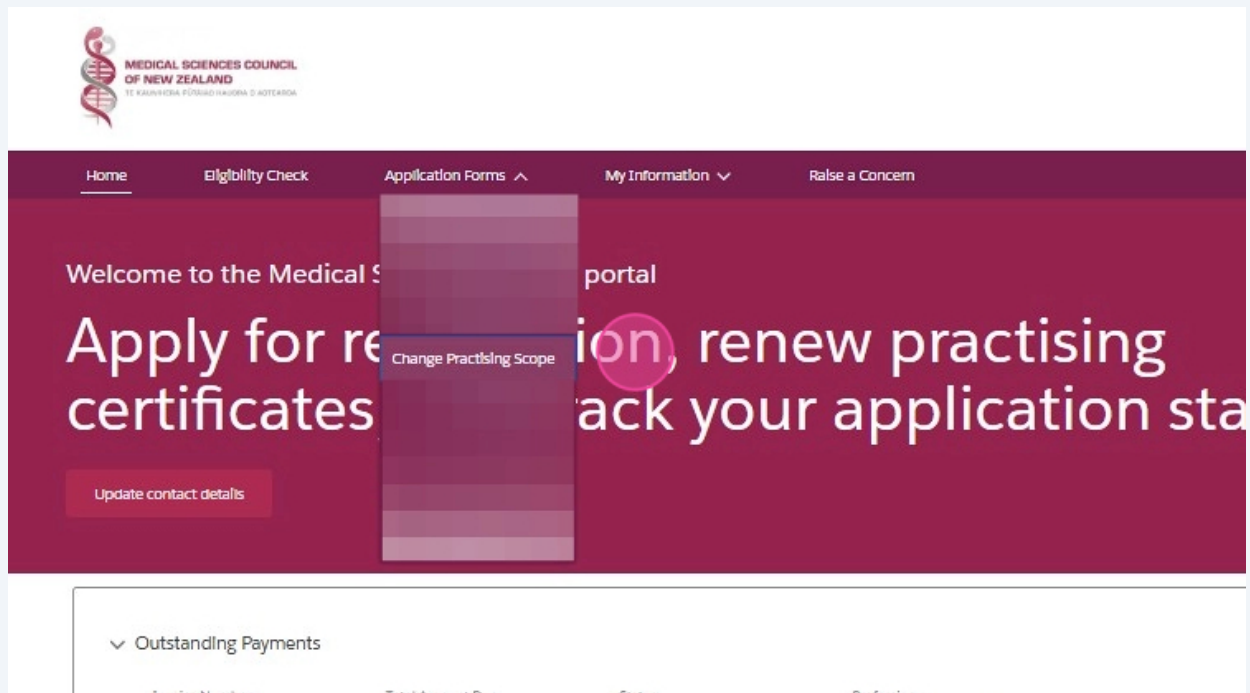 MEDICAL SCIENCES COUNCIL
OF NEW ZEALAND
Home Eligibility Check Application Forms My Information Raise a Concern
Welcome to the Medical portal
Apply for re ion, renew practising
Change Practising Scope
certificates ack your application sta
Update contact details
Outstanding Payments